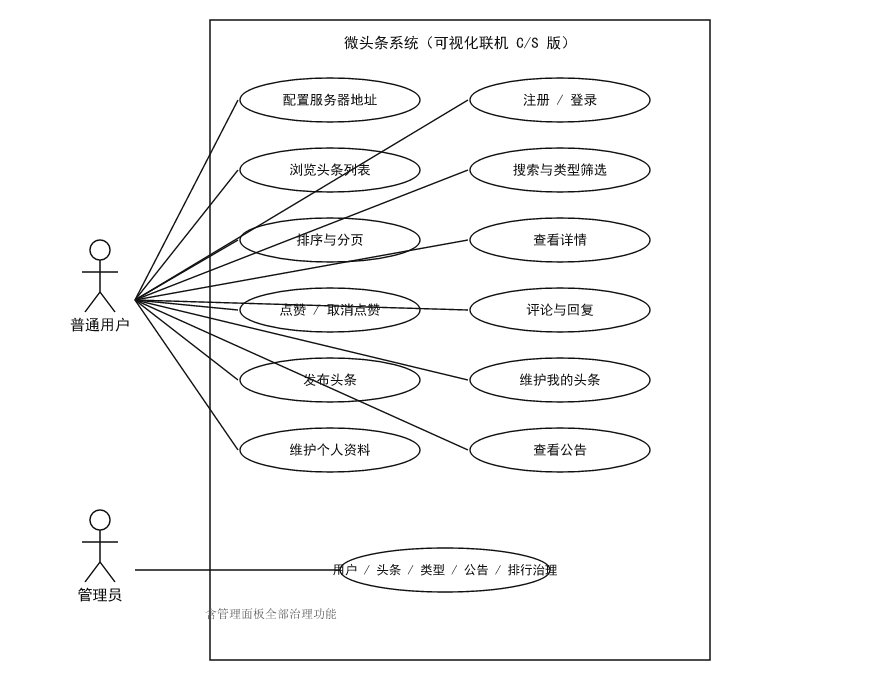 微头条系统（可视化联机 C/S 版）
配置服务器地址
注册 / 登录
浏览头条列表
搜索与类型筛选
排序与分页
查看详情
点赞 / 取消点赞
评论与回复
普通用户
发布头条
维护我的头条
维护个人资料
查看公告
用户 / 头条 / 类型 / 公告 / 排行治理
管理员
含管理面板全部治理功能